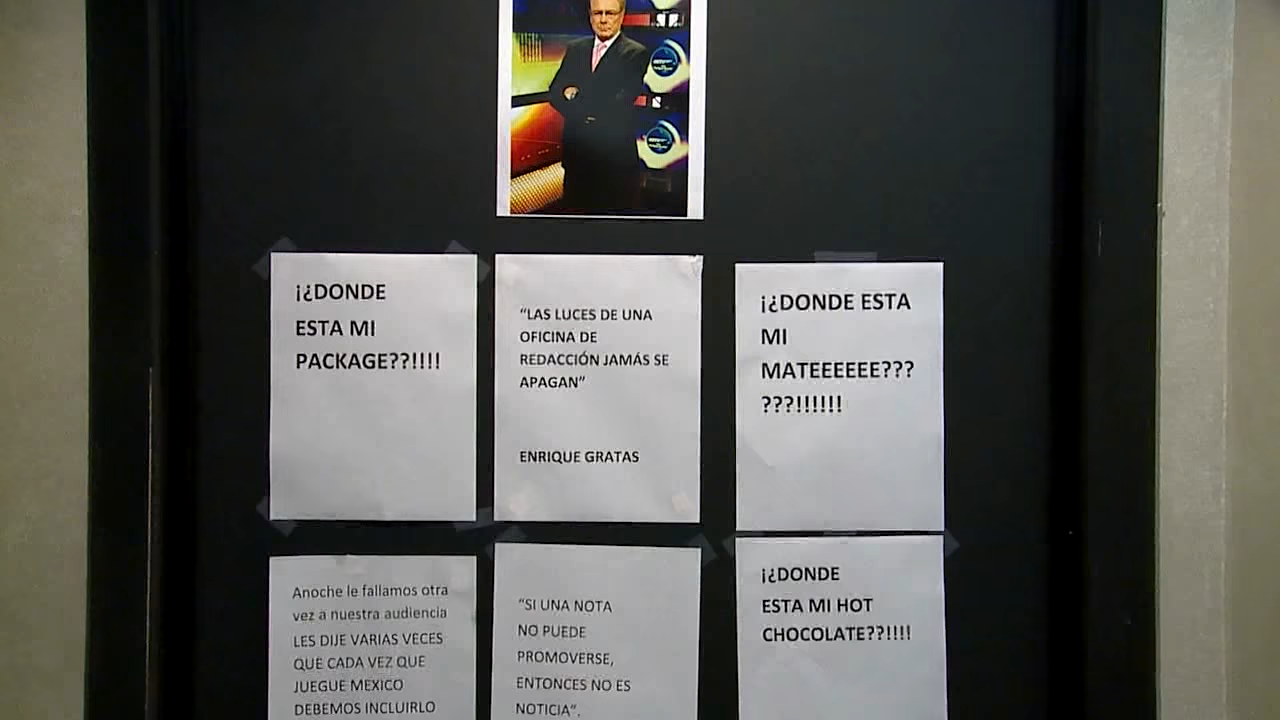 ¡¿DONDE
ESTA MI
PACKAGE??!!!!
“LAS LUCES DE UNA
OFICINA DE
REDACCIÓN JAMÁS SE
APAGAN”
ENRIQUE GRATAS
¡¿DONDE ESTA
MI
MATEEEEEE???
???!!!!!!
Anoche le fallamos otra
vez a nuestra audiencia
LES DIJE VARIAS VECES
QUE CADA VEZ QUE
JUEGUE MEXICO
DEBEMOS INCLUIRLO
“SI UNA NOTA
NO PUEDE
PROMOVERSE,
ENTONCES NO ES
NOTICIA”.
¡¿DONDE
ESTA MI HOT
CHOCOLATE??!!!!